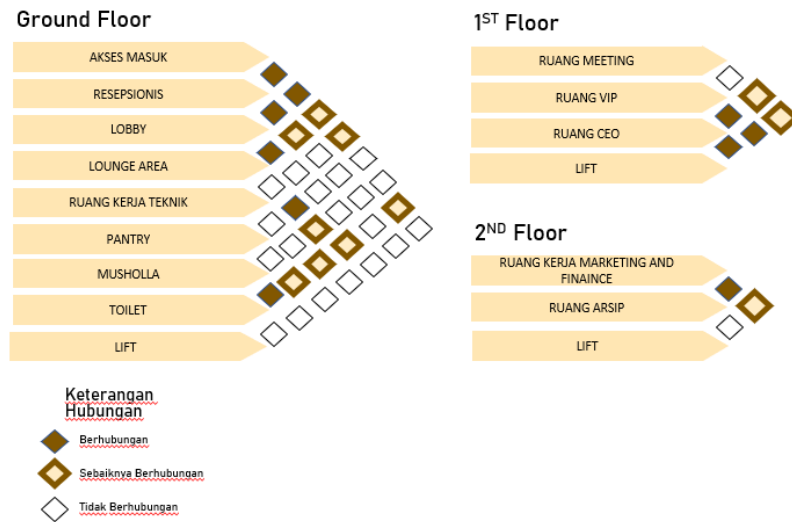 Ground Floor
AKSES MASUK
RESEPSIONIS
LOBBY
LOUNGE AREA
RUANG KERJA TEKNIK
PANTRY
MUSHOLLA
TOILET
LIFT
1ST Floor
RUANG MEETING
RUANG VIP
RUANG CEO
LIFT
2ND Floor
RUANG KERJA MARKETING AND
FINAINCE
RUANG ARSIP
LIFT
Keterangan
Hubungan
Berhubungan
Sebaiknya Berhubungan
Tidak Berhubungan